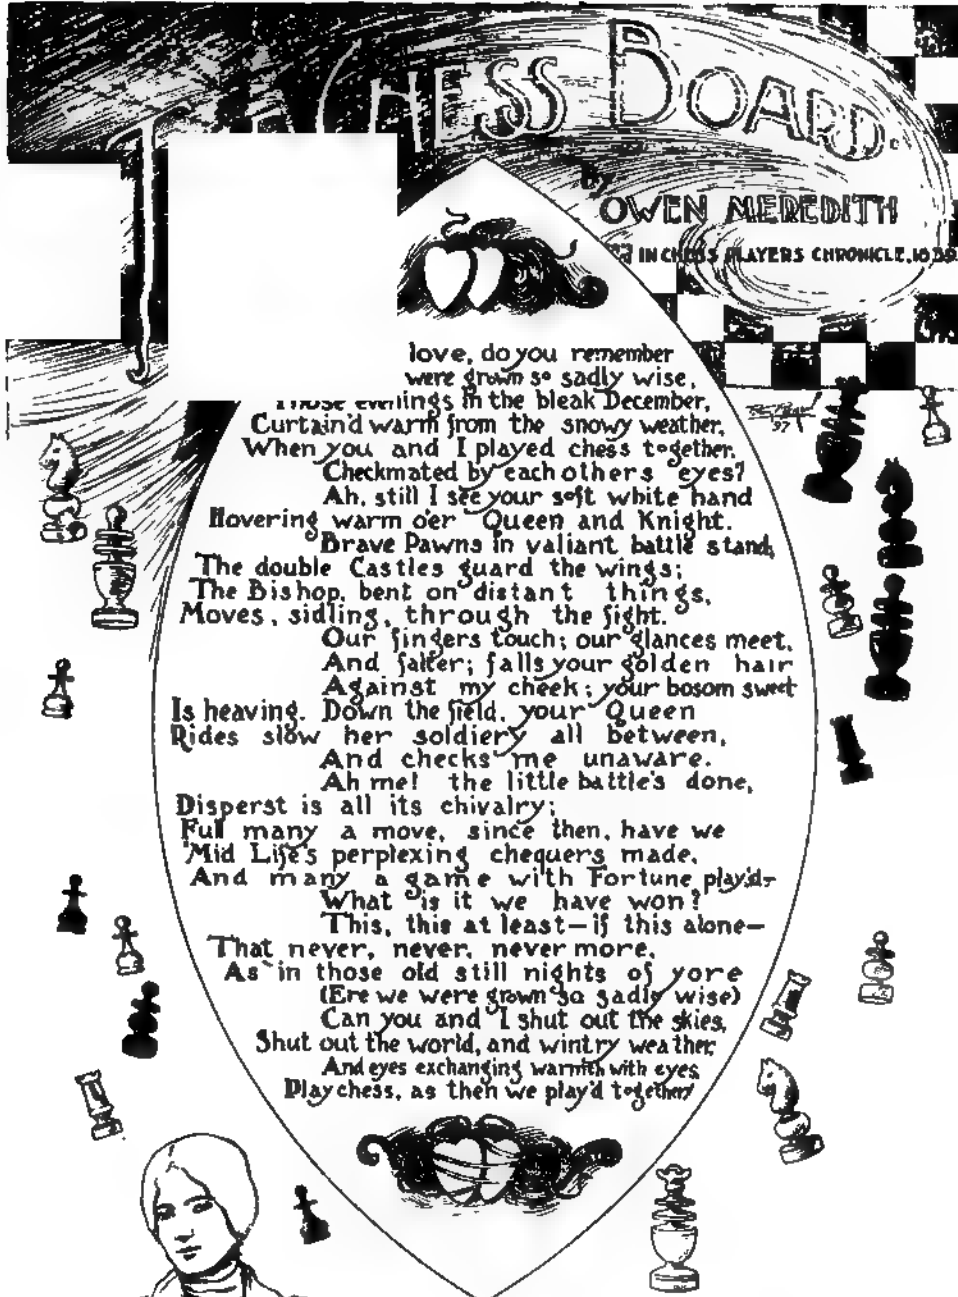 CHESS BOARD.
By
OWEN MEREDITH
IN CHESS PLAYERS CHRONICLE, 1859
love, do you remember
were grown so sadly wise,
Those evenings in the bleak December,
Curtain'd warm from the snowy weather,
When you and I played chess together,
Checkmated by each others eyes?
Ah, still I see your soft white hand
Hovering warm o'er Queen and Knight.
Brave Pawns in valiant battle stand;
The double Castles guard the wings;
The Bishop, bent on distant things,
Moves, sidling, through the fight.
Our fingers touch; our glances meet,
And falter; falls your golden hair
Against my cheek; your bosom sweet
Is heaving. Down the field, your Queen
Rides slow her soldiery all between,
And checks me unaware.
Ah me! the little battle's done,
Disperst is all its chivalry;
Full many a move, since then, have we
'Mid Life's perplexing chequers made,
And many a game with Fortune play'd-
What is it we have won?
This, this at least—if this alone—
That never, never, never more,
As in those old still nights of yore
(Ere we were grown so sadly wise)
Can you and I shut out the skies,
Shut out the world, and wintry weather,
And eyes exchanging warmth with eyes
Play chess, as then we play'd together